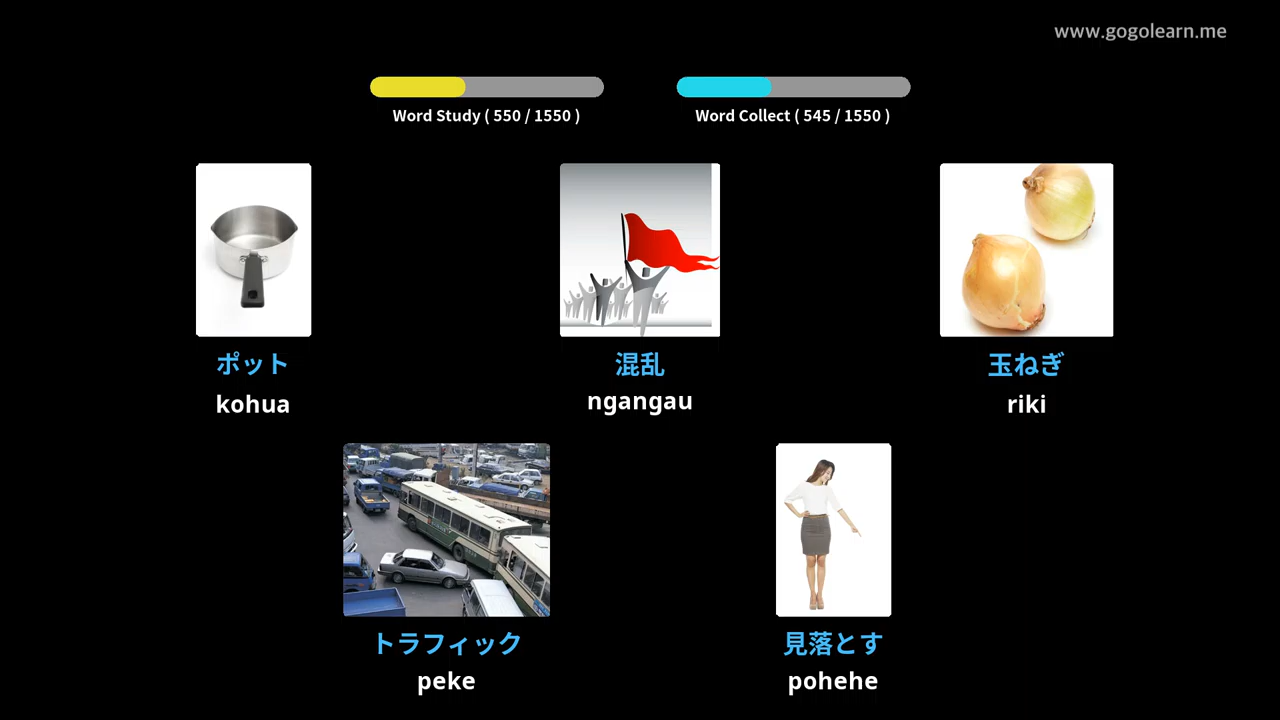 www.gogolearn.me
Word Study ( 550 / 1550 )
Word Collect ( 545 / 1550 )
ポット
kohua
混乱
ngangau
玉ねぎ
riki
トラフィック
peke
見落とす
pohehe